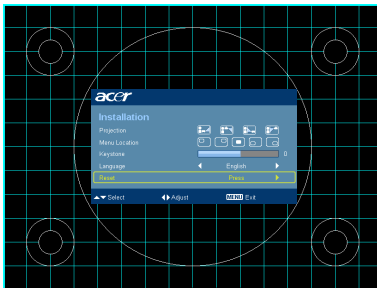 acer
Installation
Projection
Menu Location
Keystone 0
Language English
Reset Press
Select Adjust MENU Exit